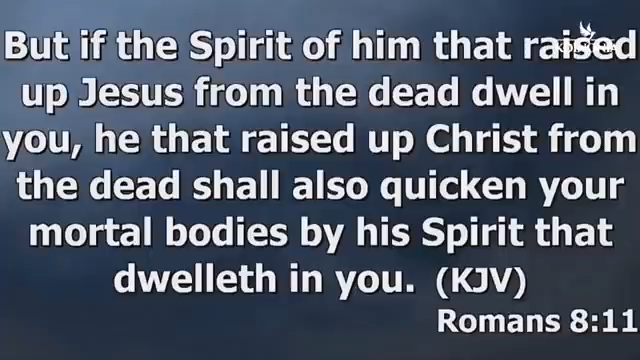 But if the Spirit of him that raised
up Jesus from the dead dwell in
you, he that raised up Christ from
the dead shall also quicken your
mortal bodies by his Spirit that
dwelleth in you. (KJV)
Romans 8:11